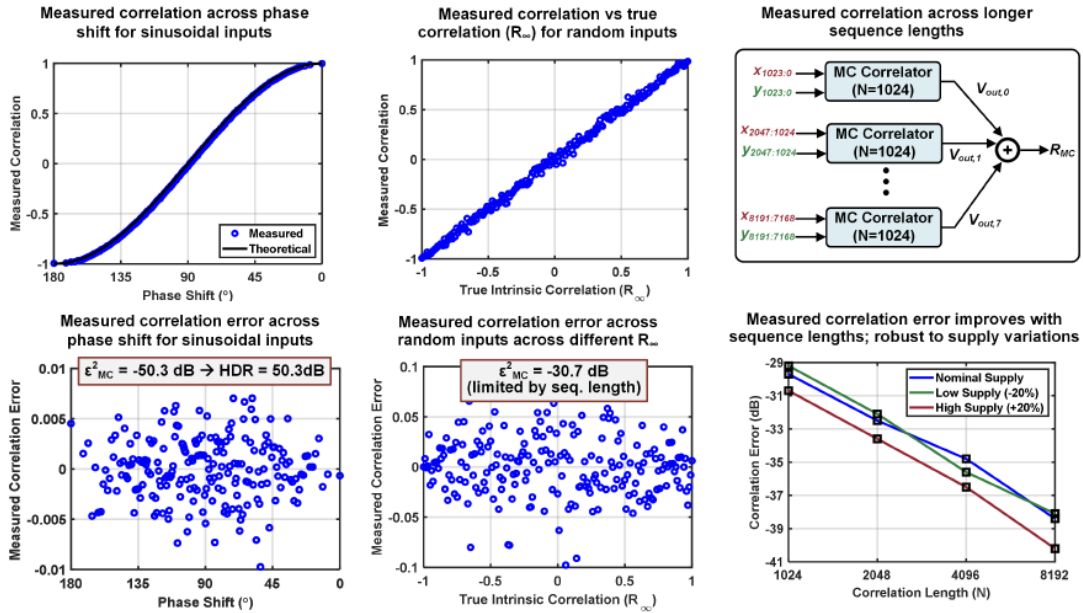 Measured correlation across phase
shift for sinusoidal inputs
Measured Correlation
1
0.5
0
-0.5
-1
180
135
90
45
0
Phase Shift (°)
Measured
Theoretical
Measured correlation vs true
correlation (R∞) for random inputs
Measured Correlation
1
0.5
0
-0.5
-1
-1
-0.5
0
0.5
1
True Intrinsic Correlation (R∞)
Measured correlation across longer
sequence lengths
x1023:0
y1023:0
MC Correlator
(N=1024)
Vout,0
x2047:1024
y2047:1024
MC Correlator
(N=1024)
Vout,1
+
RMC
x8191:7168
y8191:7168
MC Correlator
(N=1024)
Vout,7
Measured correlation error across
phase shift for sinusoidal inputs
ε²MC = -50.3 dB → HDR = 50.3dB
Measured Correlation Error
0.01
0.005
0
-0.005
-0.01
180
135
90
45
0
Phase Shift (°)
Measured correlation error across
random inputs across different R∞
ε²MC = -30.7 dB
(limited by seq. length)
Measured Correlation Error
0.1
0.05
0
-0.05
-0.1
-1
-0.5
0
0.5
1
True Intrinsic Correlation (R∞)
Measured correlation error improves with
sequence lengths; robust to supply variations
Correlation Error (dB)
-29
-31
-33
-35
-37
-39
-41
Nominal Supply
Low Supply (-20%)
High Supply (+20%)
1024
2048
4096
8192
Correlation Length (N)